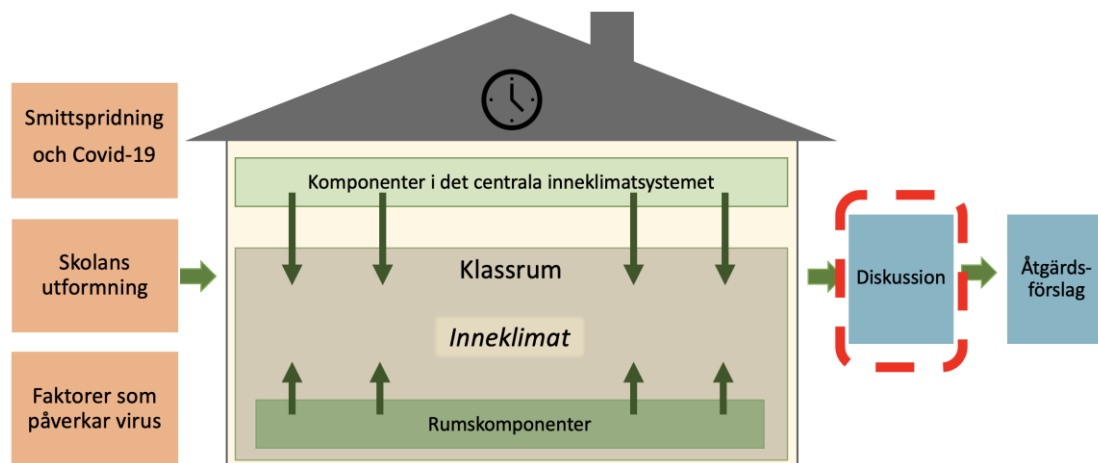 Smittspridning
och Covid-19
Skolans
utformning
Faktorer som
påverkar virus
Komponenter i det centrala inneklimatsystemet
Klassrum
Inneklimat
Rumskomponenter
Diskussion
Åtgärds-
förslag